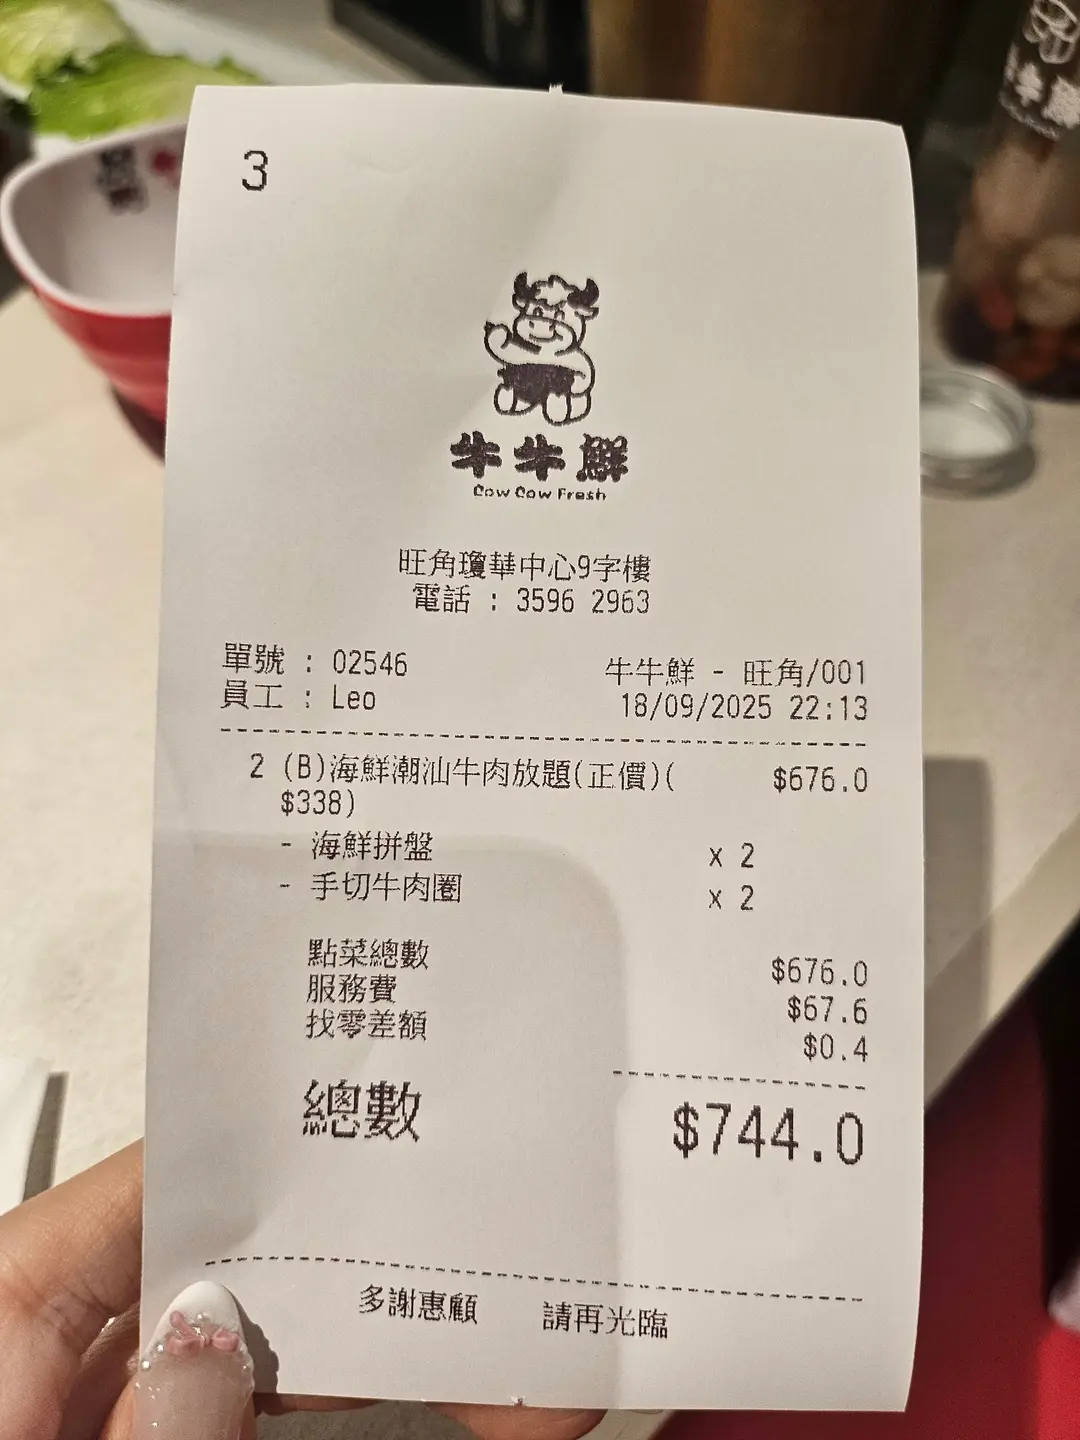 3
牛牛鮮
Cow Cow Fresh
旺角瓊華中心9字樓
電話 : 3596 2963
單號 : 02546 牛牛鮮 - 旺角/001
員工 : Leo 18/09/2025 22:13
2 (B)海鮮潮汕牛肉放題(正價)( $676.0
$338)
- 海鮮拼盤 x 2
- 手切牛肉圈 x 2
點菜總數 $676.0
服務費 $67.6
找零差額 $0.4
總數 $744.0
多謝惠顧 請再光臨